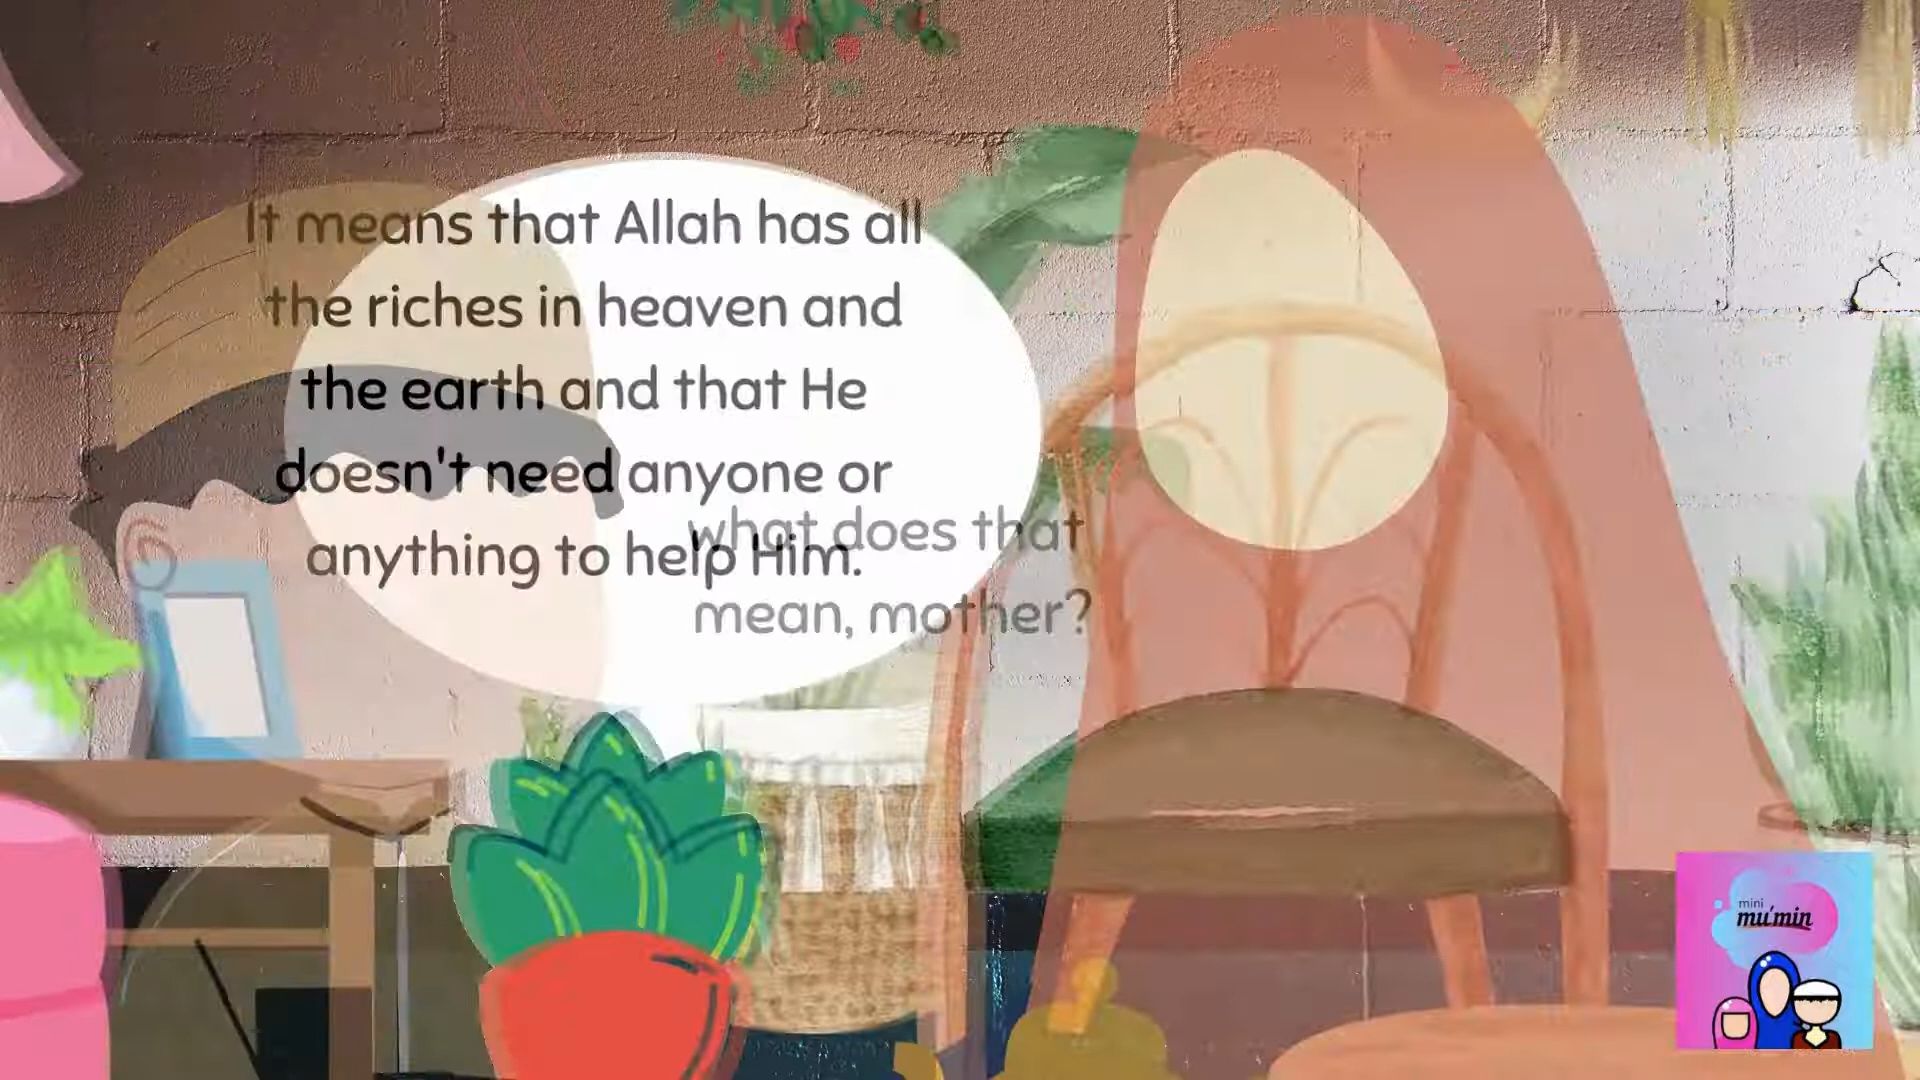 It means that Allah has all
the riches in heaven and
the earth and that He
doesn't need anyone or
anything to help Him.
what does that
mean, mother?
mini
mu'min